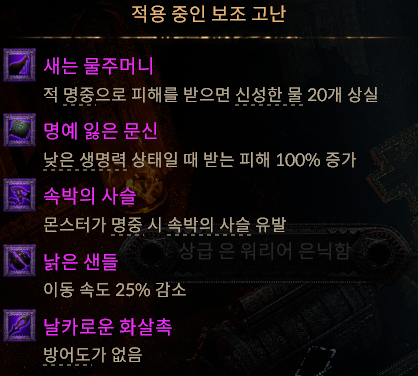 적용 중인 보조 고난
새는 물주머니
적 명중으로 피해를 받으면 신성한 물 20개 상실
명예 잃은 문신
낮은 생명력 상태일 때 받는 피해 100% 증가
속박의 사슬
몬스터가 명중 시 속박의 사슬 유발
상급 은 워리어 은닉함
낡은 샌들
이동 속도 25% 감소
날카로운 화살촉
방어도가 없음